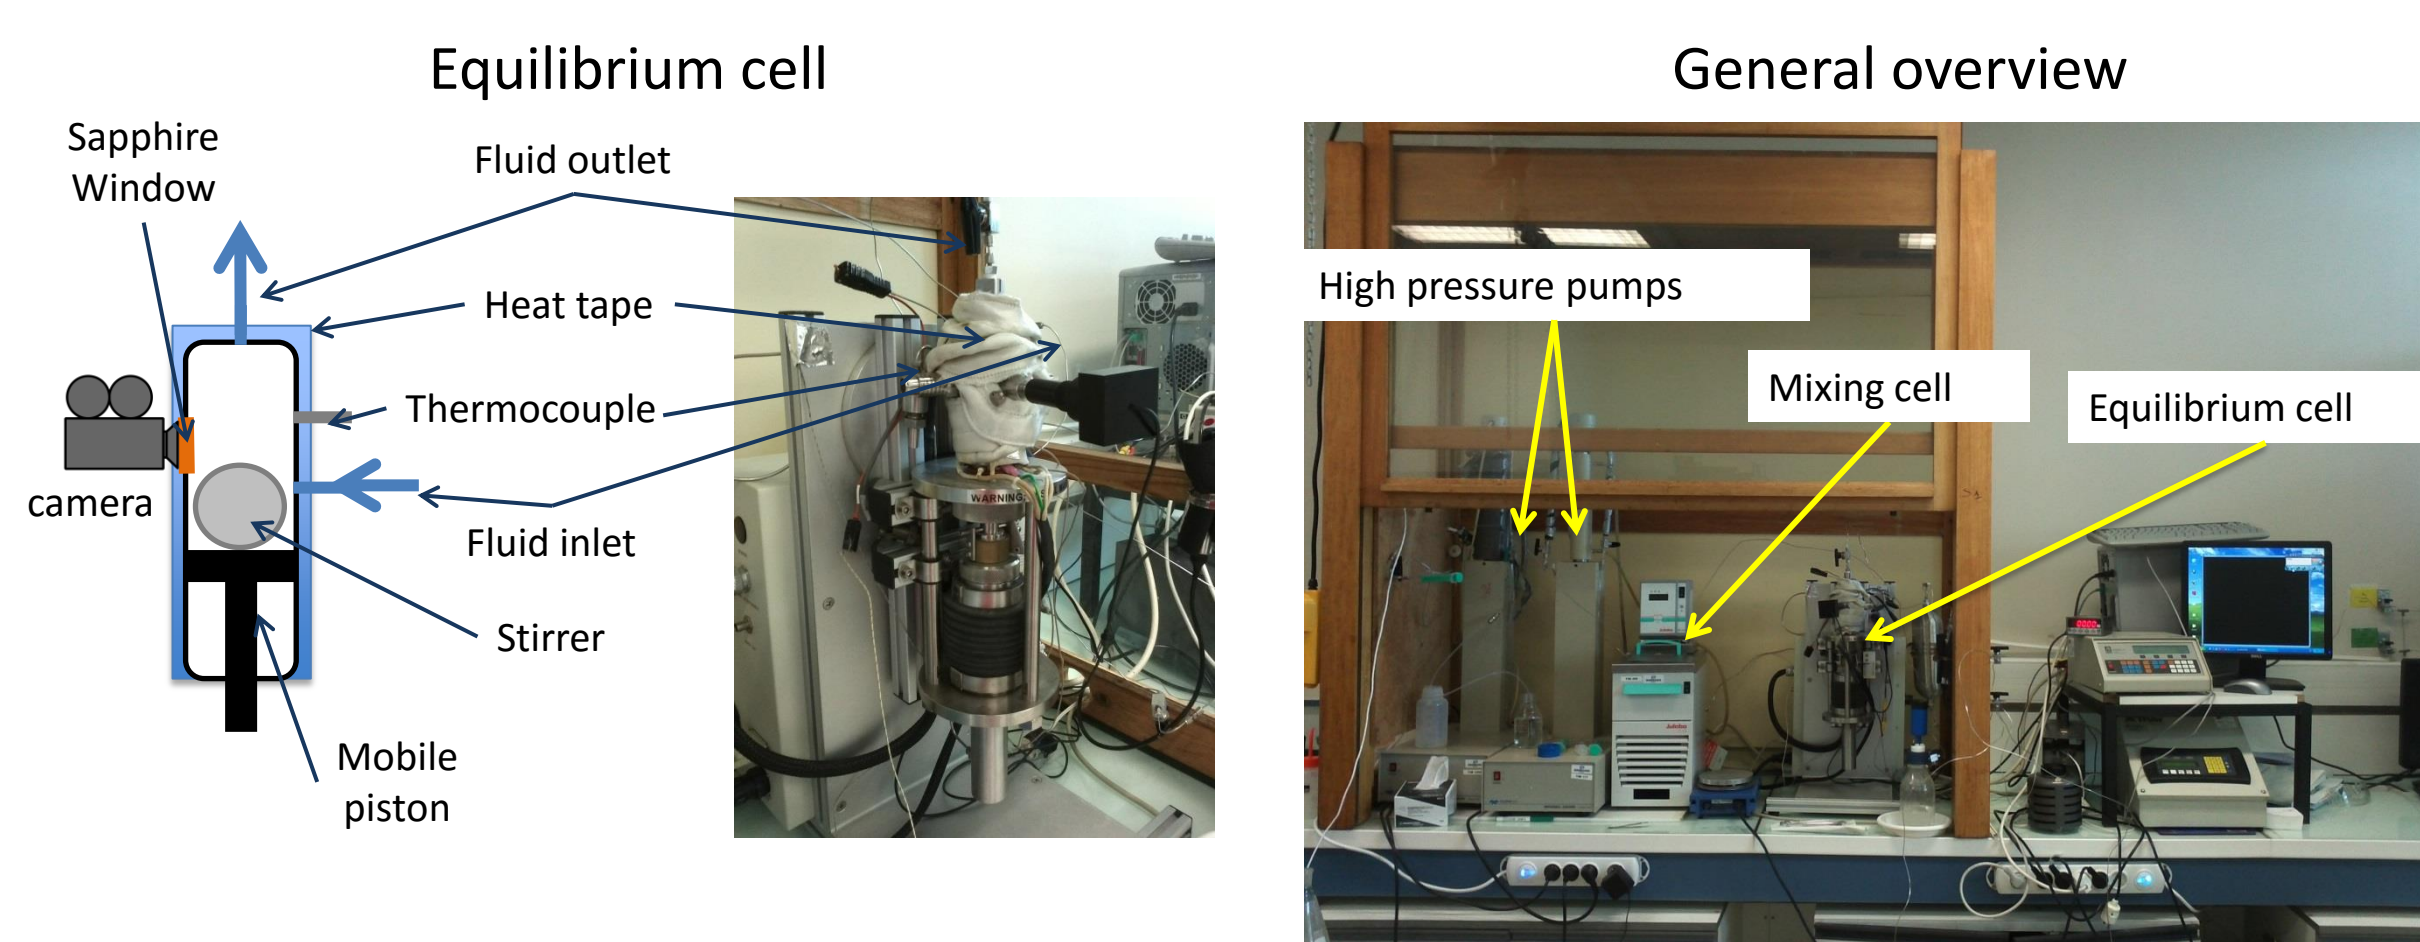 Equilibrium cell
General overview
Sapphire
Window
Fluid outlet
Heat tape
Thermocouple
camera
Fluid inlet
Stirrer
Mobile
piston
WARNING
High pressure pumps
Mixing cell
Equilibrium cell